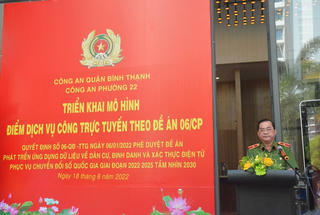 CÔNG AN QUẬN BÌNH THẠNH
CÔNG AN PHƯỜNG 22
TRIỂN KHAI MÔ HÌNH
ĐIỂM DỊCH VỤ CÔNG TRỰC TUYẾN THEO ĐỀ ÁN 06/CP
QUYẾT ĐỊNH SỐ 06-QĐ -TTG NGÀY 06/01/2022 PHÊ DUYỆT ĐỀ ÁN
PHÁT TRIỂN ỨNG DỤNG DỮ LIỆU VỀ DÂN CƯ, ĐỊNH DANH VÀ XÁC THỰC ĐIỆN TỬ
PHỤC VỤ CHUYỂN ĐỔI SỐ QUỐC GIA GIAI ĐOẠN 2022 2025 TẦM NHÌN 2030
Ngày 18 tháng 8 năm 2022